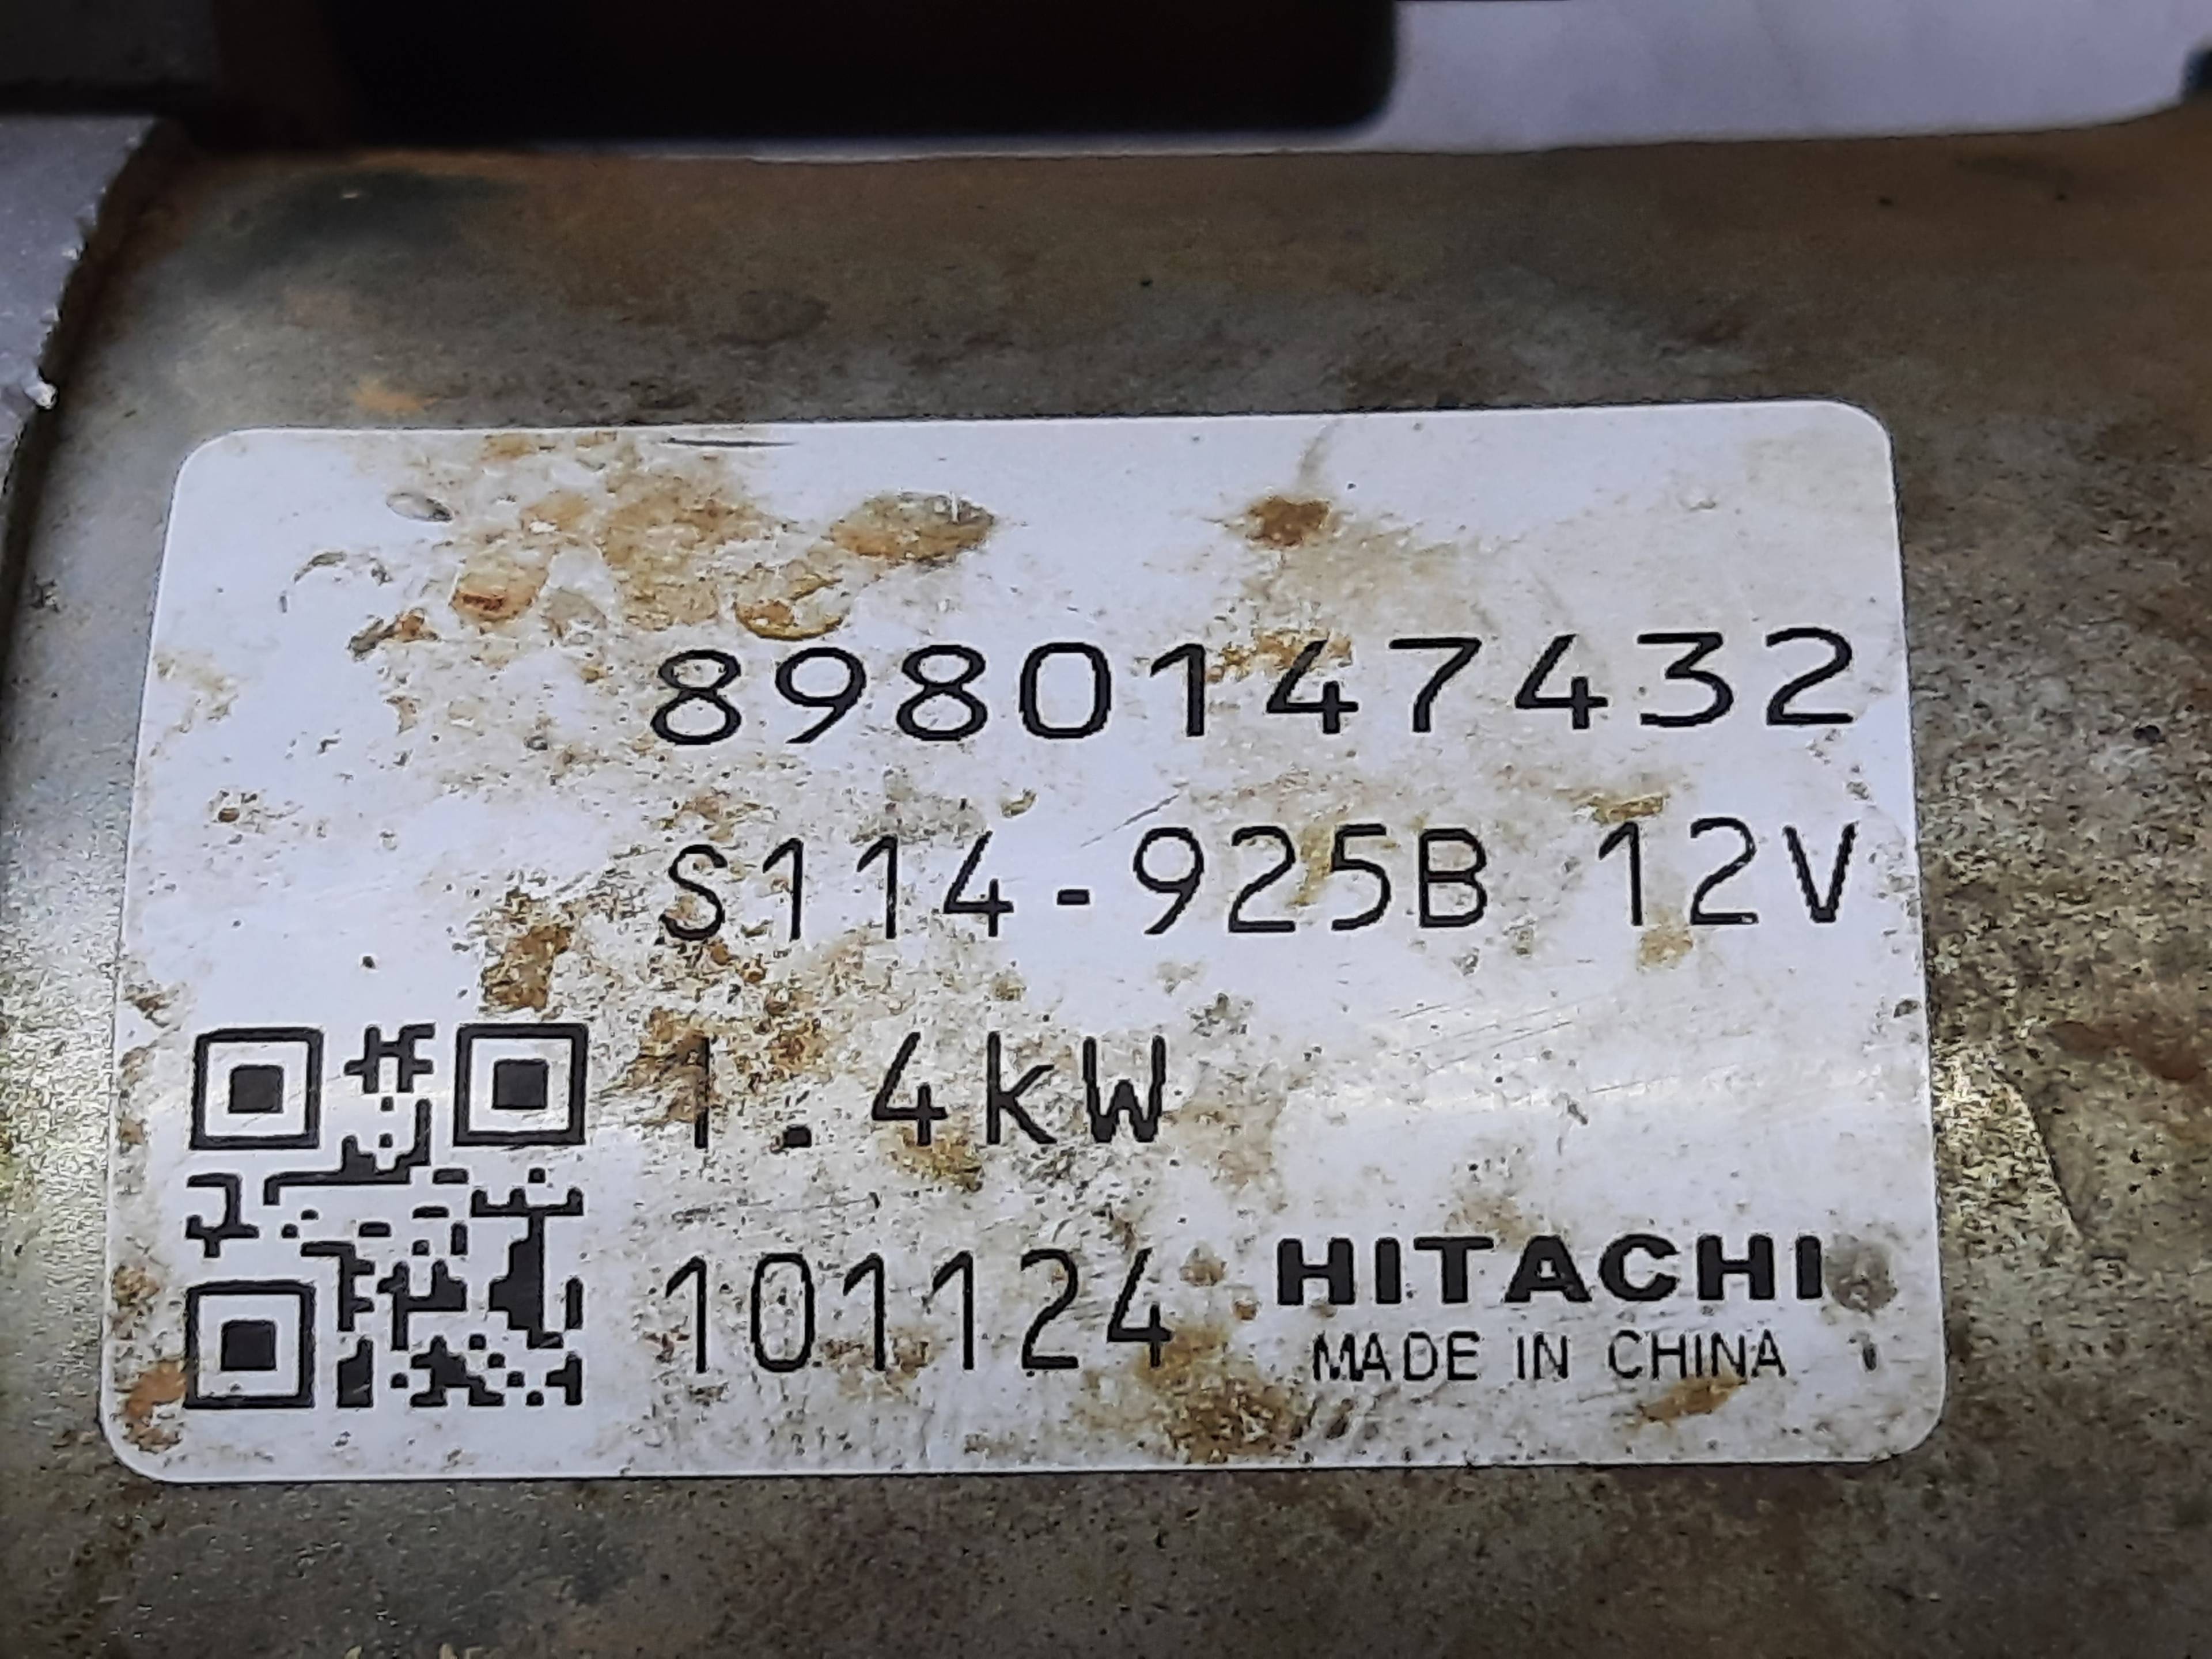 8980147432
S114-925B 12V
1.4kW
101124 HITACHI
MADE IN CHINA